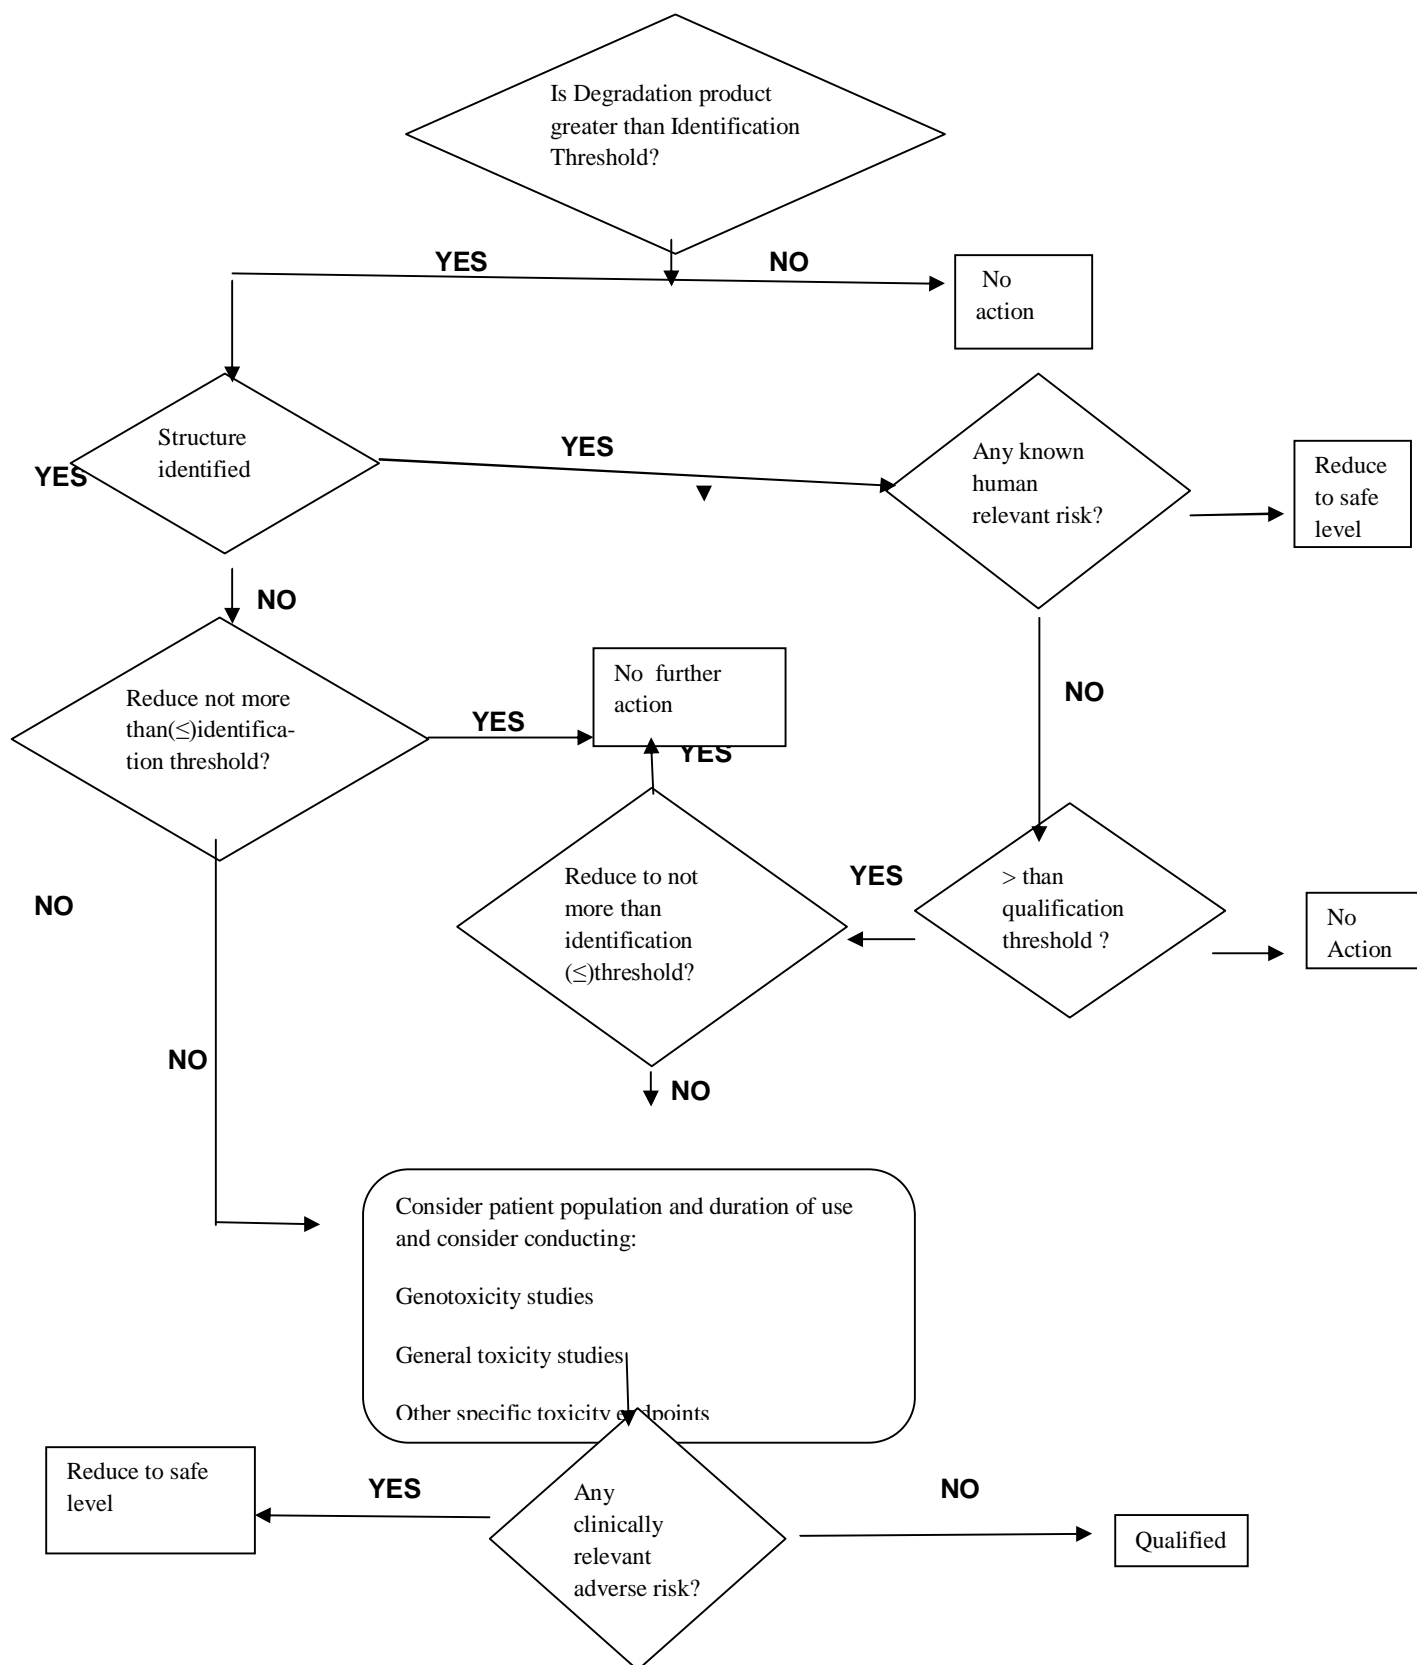 Is Degradation product
greater than Identification
Threshold?
YES
NO
No
action
Structure
identified
YES
YES
Any known
human
relevant risk?
Reduce
to safe
level
NO
Reduce not more
than(≤)identifica-
tion threshold?
YES
No further
action
YES
NO
Reduce to not
more than
identification
(≤)threshold?
YES
> than
qualification
threshold ?
No
Action
NO
NO
NO
Consider patient population and duration of use
and consider conducting:
Genotoxicity studies
General toxicity studies
Other specific toxicity endpoints
Reduce to safe
level
YES
Any
clinically
relevant
adverse risk?
NO
Qualified